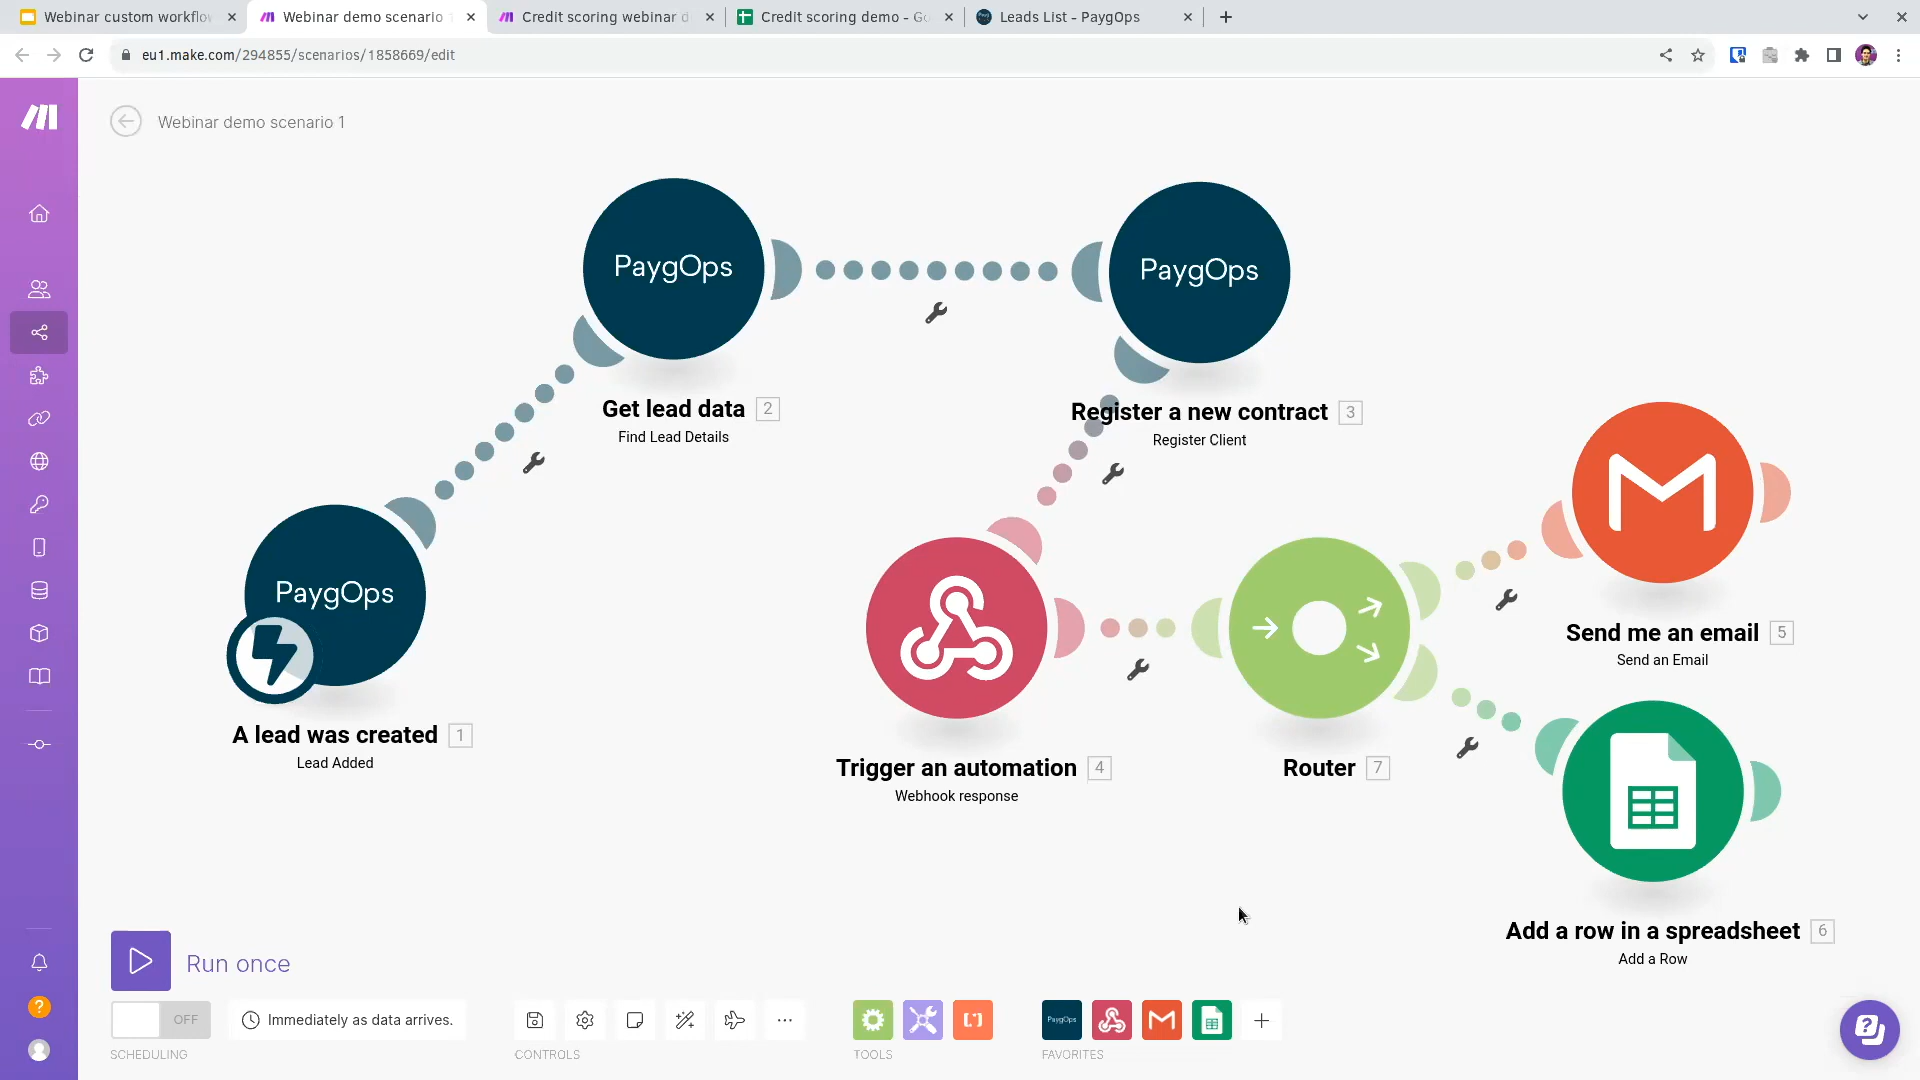 Webinar custom workflo
Webinar demo scenario
Credit scoring webinar d
Credit scoring demo - Go
Leads List - PaygOps
eu1.make.com/294855/scenarios/1858669/edit
Webinar demo scenario 1
PaygOps
PaygOps
Get lead data 2
Find Lead Details
Register a new contract 3
Register Client
PaygOps
A lead was created 1
Lead Added
Send me an email 5
Send an Email
Trigger an automation 4
Webhook response
Router 7
Add a row in a spreadsheet 6
Add a Row
Run once
OFF
Immediately as data arrives.
PaygOps
SCHEDULING
CONTROLS
TOOLS
FAVORITES